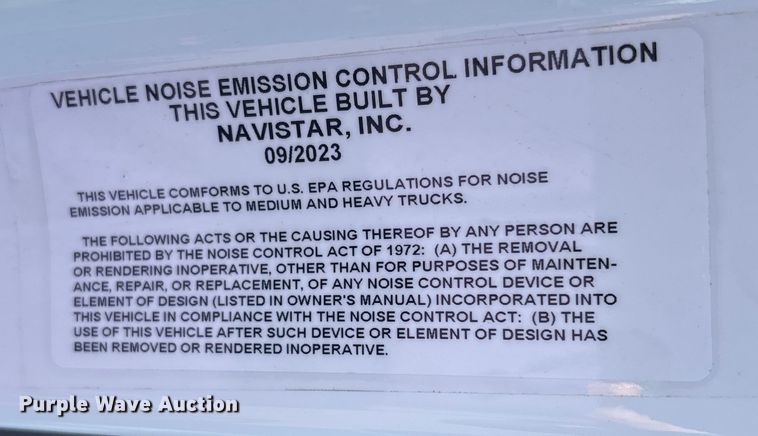 VEHICLE NOISE EMISSION CONTROL INFORMATION
THIS VEHICLE BUILT BY
NAVISTAR, INC.
09/2023
THIS VEHICLE COMFORMS TO U.S. EPA REGULATIONS FOR NOISE
EMISSION APPLICABLE TO MEDIUM AND HEAVY TRUCKS.
THE FOLLOWING ACTS OR THE CAUSING THEREOF BY ANY PERSON ARE
PROHIBITED BY THE NOISE CONTROL ACT OF 1972: (A) THE REMOVAL
OR RENDERING INOPERATIVE, OTHER THAN FOR PURPOSES OF MAINTEN-
ANCE, REPAIR, OR REPLACEMENT, OF ANY NOISE CONTROL DEVICE OR
ELEMENT OF DESIGN (LISTED IN OWNER'S MANUAL) INCORPORATED INTO
THIS VEHICLE IN COMPLIANCE WITH THE NOISE CONTROL ACT: (B) THE
USE OF THIS VEHICLE AFTER SUCH DEVICE OR ELEMENT OF DESIGN HAS
BEEN REMOVED OR RENDERED INOPERATIVE.
Purple Wave Auction